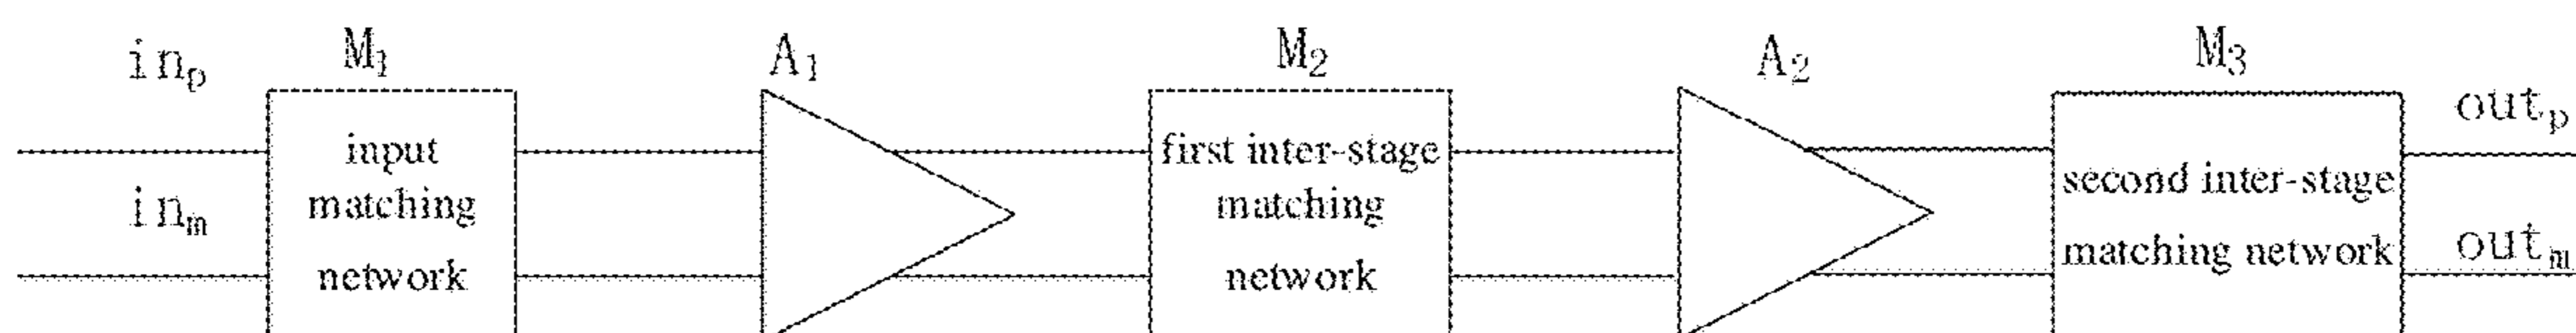 in_p M_1 A_1 M_2 A_2 M_3
out_p
input
matching
network
in_m
first inter-stage
matching
network
second inter-stage
matching network
out_m